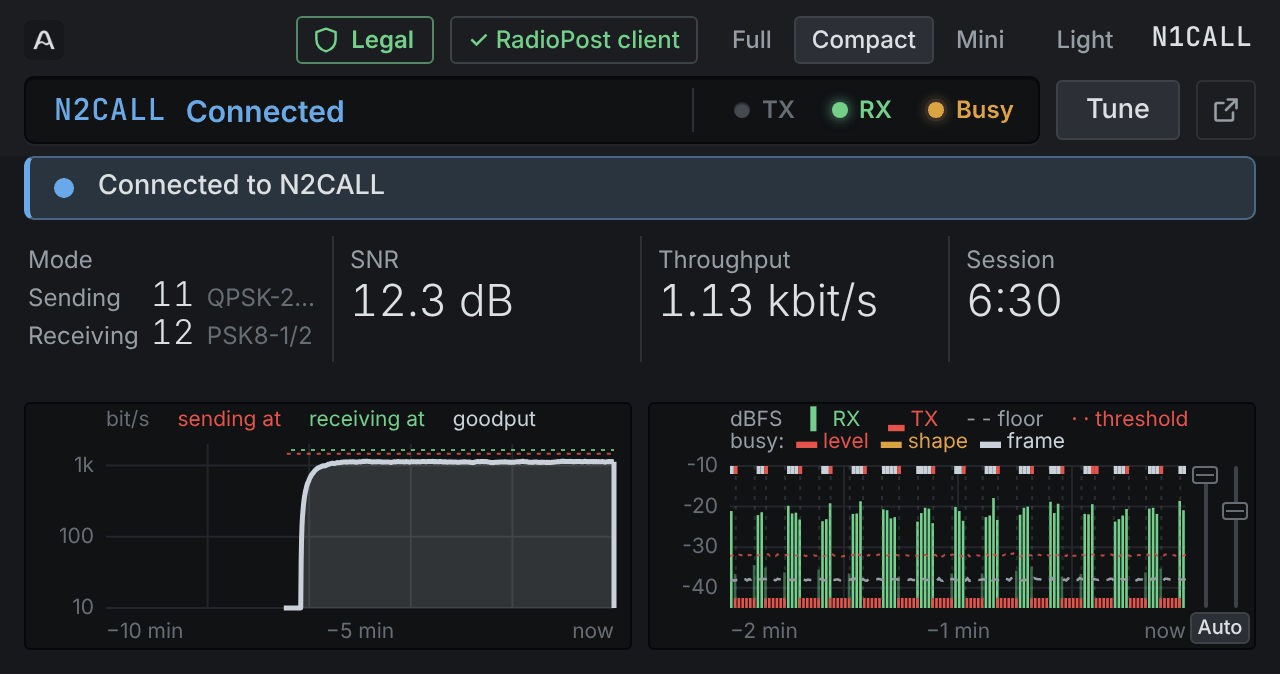 Legal
RadioPost client
Full
Compact
Mini
Light
N1CALL
N2CALL Connected
TX
RX
Busy
Tune
Connected to N2CALL
Mode
Sending 11 QPSK-2...
Receiving 12 PSK8-1/2
SNR
12.3 dB
Throughput
1.13 kbit/s
Session
6:30
bit/s sending at receiving at goodput
1k
100
10
−10 min −5 min now
dBFS RX TX floor threshold
busy: level shape frame
-10
-20
-30
-40
−2 min −1 min now
Auto